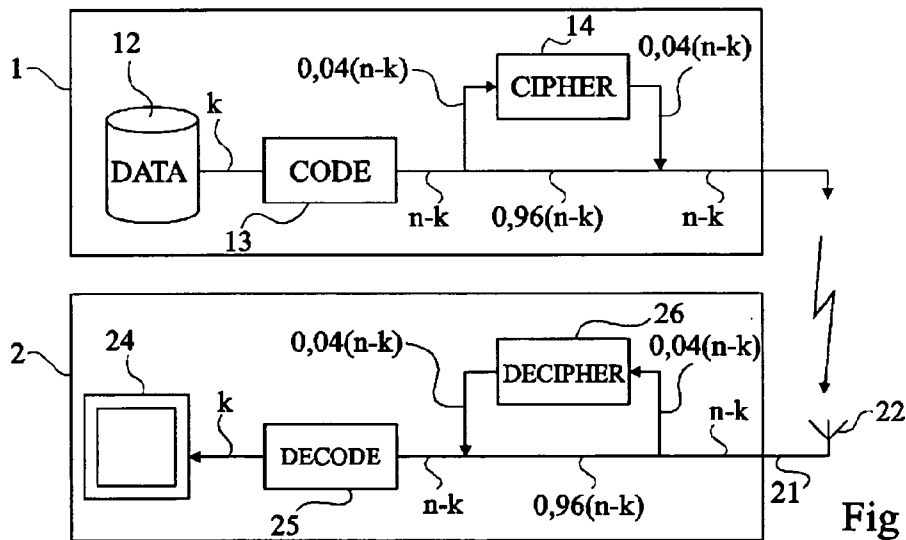 12
14
0,04(n-k)
0,04(n-k)
1
CIPHER
k
DATA
CODE
n-k
0,96(n-k)
n-k
13
26
24
2
0,04(n-k)
0,04(n-k)
DECIPHER
k
n-k
22
DECODE
25
n-k
0,96(n-k)
21
Fig